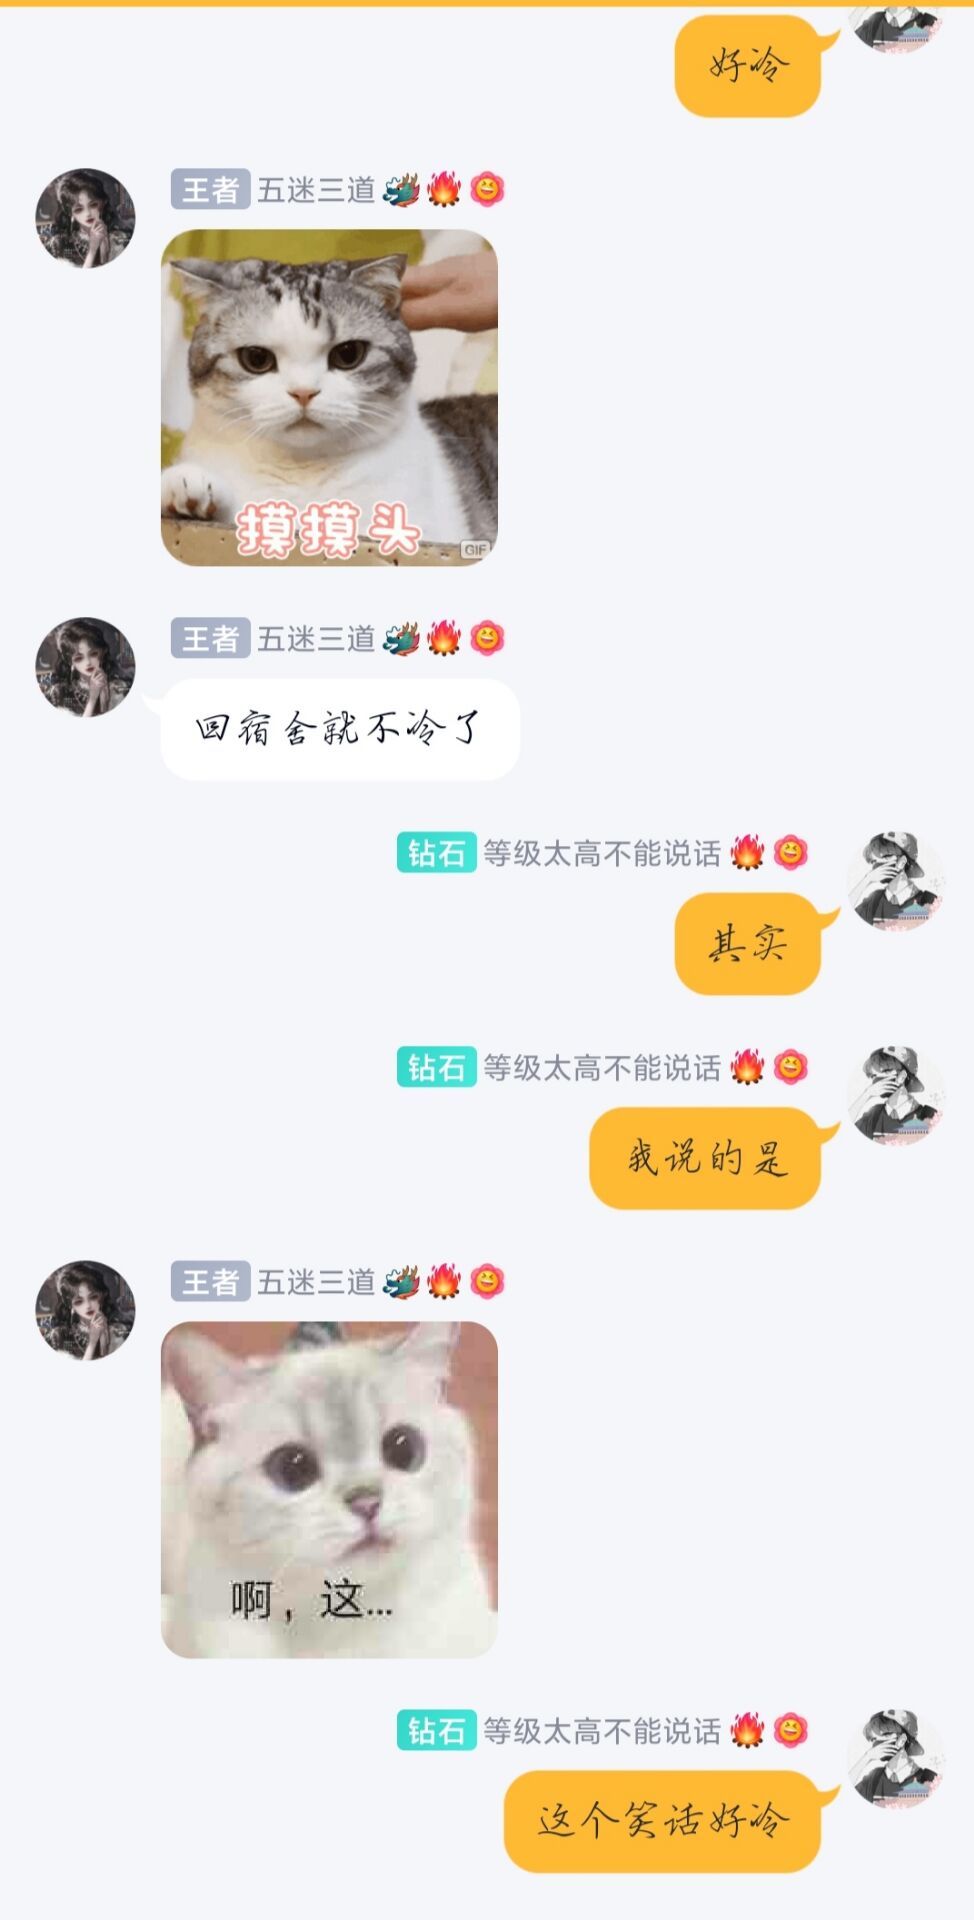 好冷
王者 五迷三道
摸摸头
GIF
王者 五迷三道
回宿舍就不冷了
钻石 等级太高不能说话
其实
钻石 等级太高不能说话
我说的是
王者 五迷三道
啊，这...
钻石 等级太高不能说话
这个笑话好冷